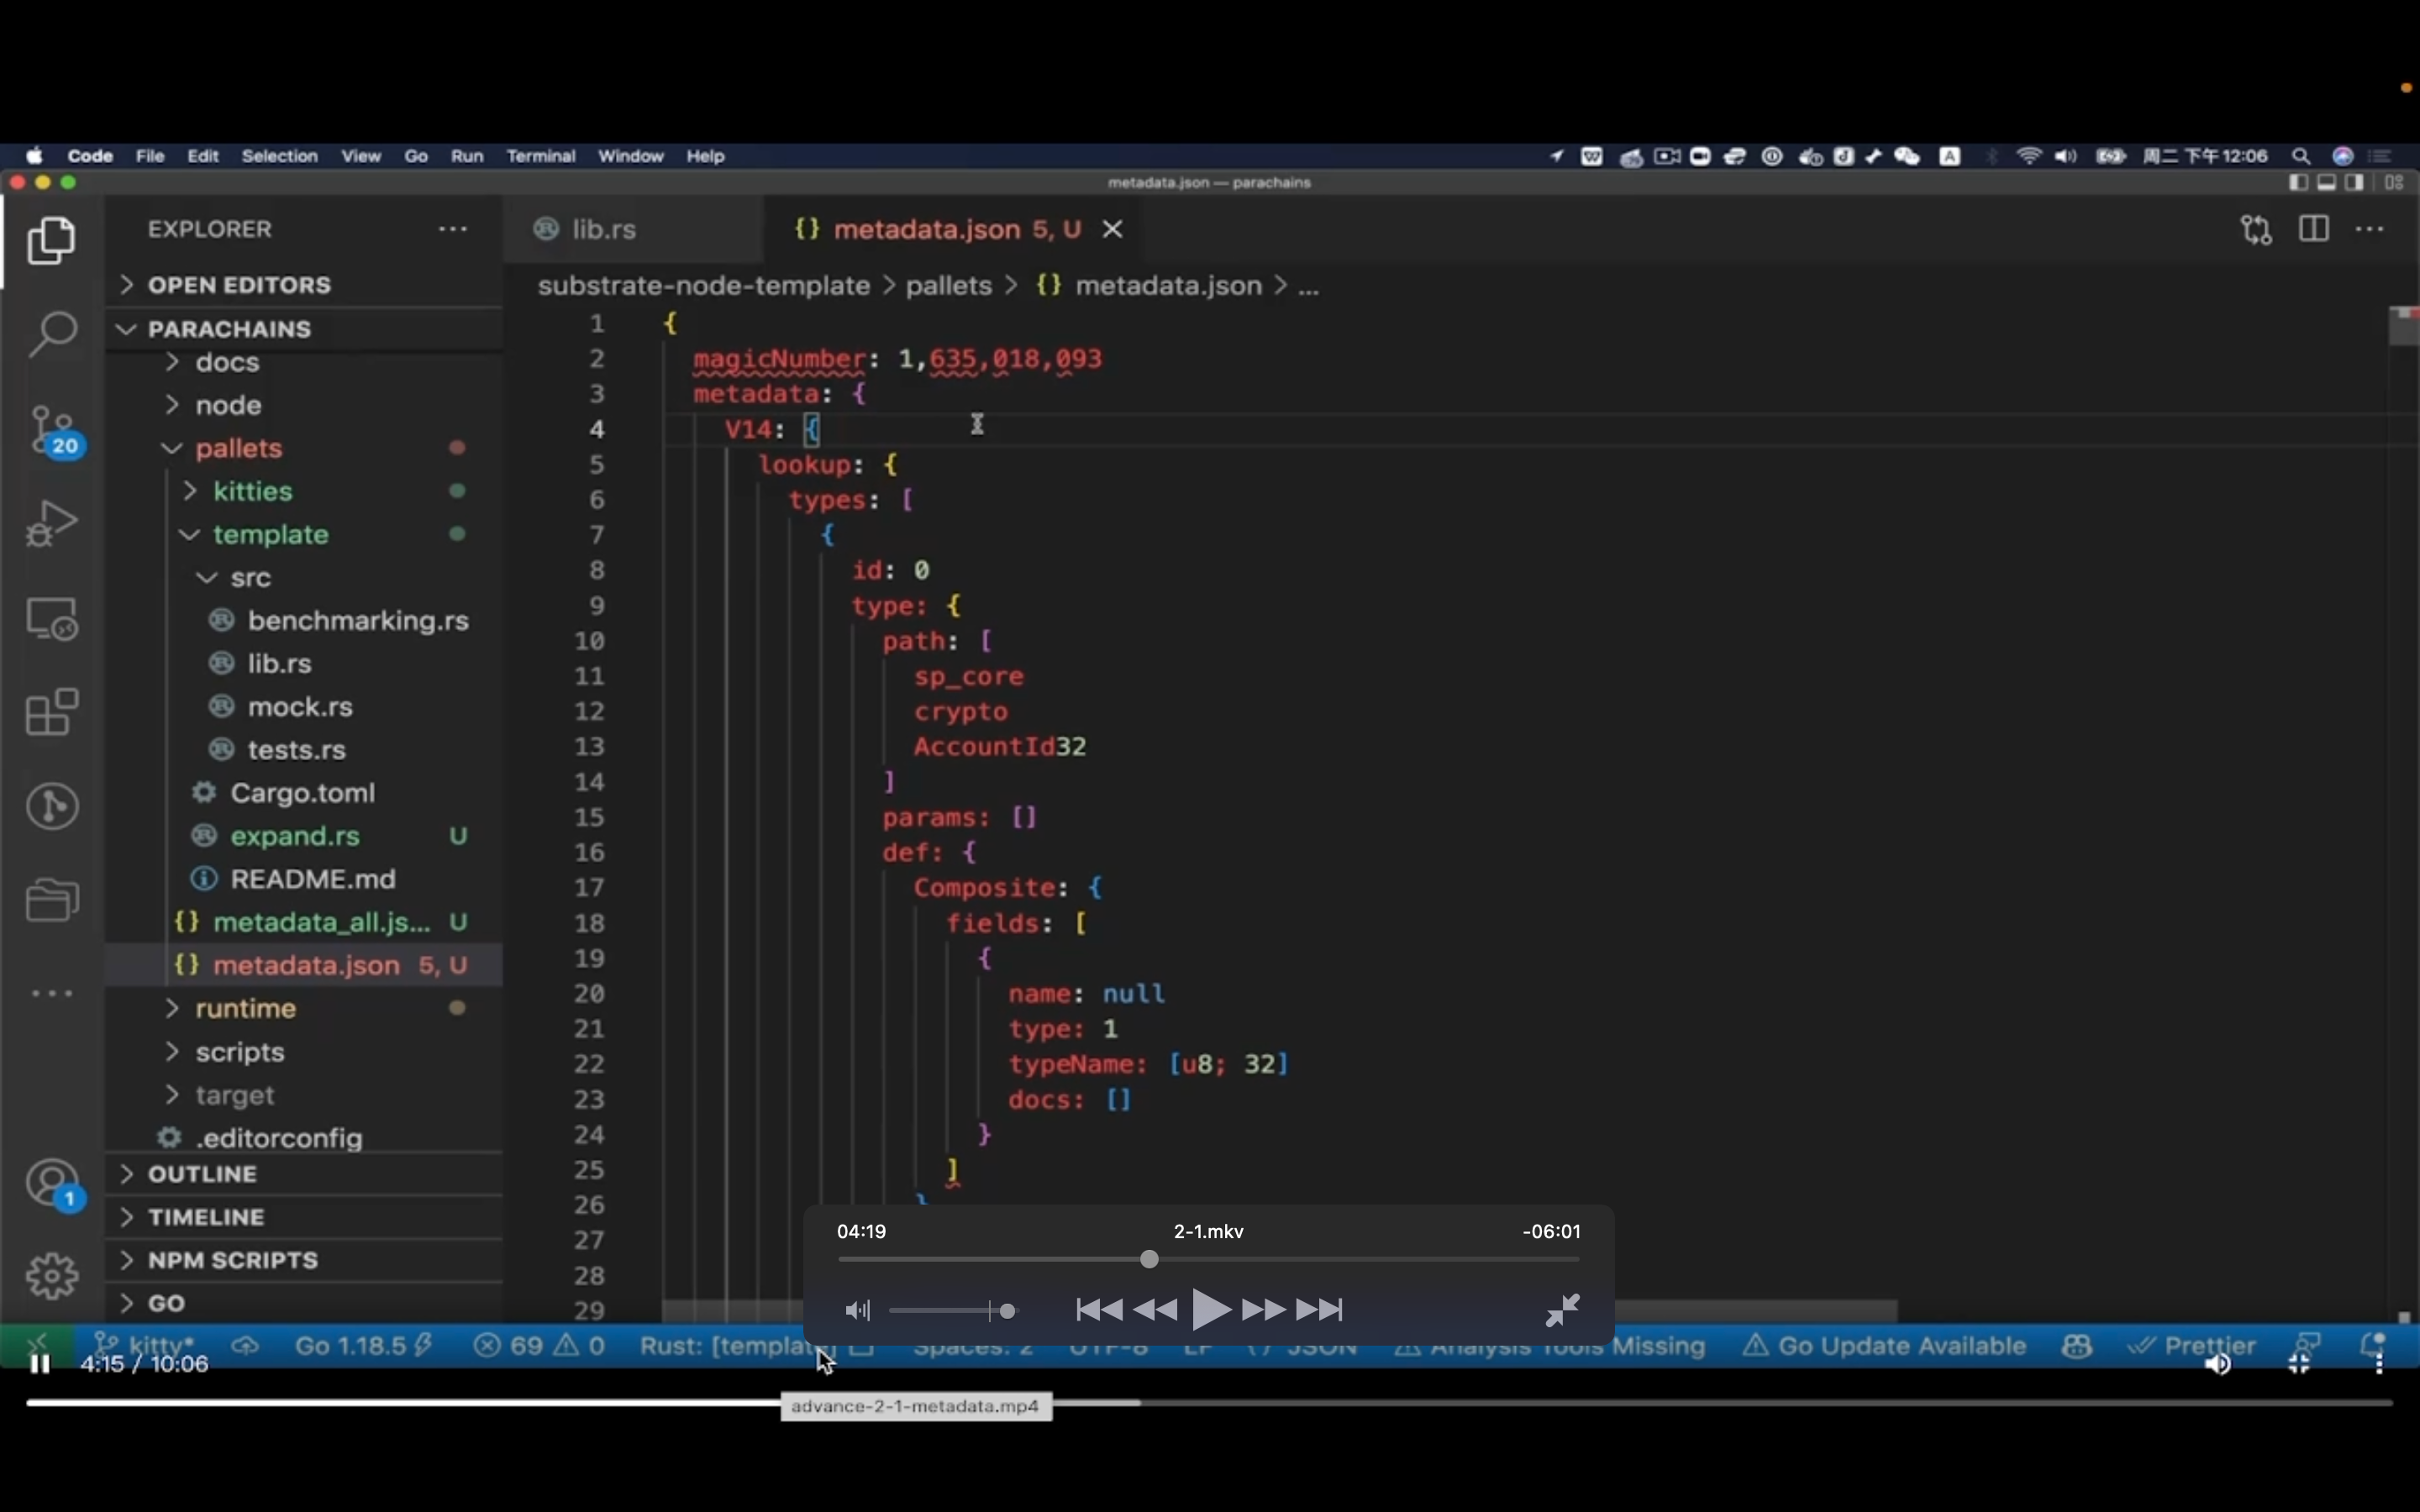 Code File Edit Selection View Go Run Terminal Window Help 周二 下午12:06
metadata.json — parachains
EXPLORER
lib.rs
{} metadata.json 5, U
OPEN EDITORS
substrate-node-template > pallets > {} metadata.json > ...
PARACHAINS
docs
node
pallets
20
kitties
template
src
benchmarking.rs
lib.rs
mock.rs
tests.rs
Cargo.toml
expand.rs U
README.md
{} metadata_all.js... U
{} metadata.json 5, U
runtime
scripts
target
.editorconfig
OUTLINE
1
TIMELINE
NPM SCRIPTS
GO
1 {
2 magicNumber: 1,635,018,093
3 metadata: {
4 V14: {
5 lookup: {
6 types: [
7 {
8 id: 0
9 type: {
10 path: [
11 sp_core
12 crypto
13 AccountId32
14 ]
15 params: []
16 def: {
17 Composite: {
18 fields: [
19 {
20 name: null
21 type: 1
22 typeName: [u8; 32]
23 docs: []
24 }
25 ]
26 }
27
28
29
04:19 2-1.mkv -06:01
kitty* Go 1.18.5 69 0 Rust: [template] Spaces: 2 UTF-8 LF {} JSON Analysis Tools Missing Go Update Available Prettier
4:15 / 10:06
advance-2-1-metadata.mp4